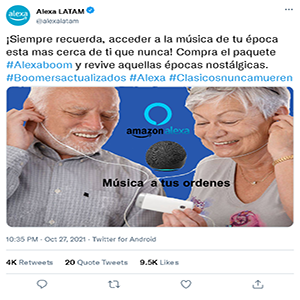 Alexa LATAM
@alexalatam
¡Siempre recuerda, acceder a la música de tu época
esta mas cerca de ti que nunca! Compra el paquete
#Alexaboom y revive aquellas épocas nostálgicas.
#Boomersactualizados #Alexa #Clasicosnuncamueren
alexa
amazon alexa
Música a tus ordenes
10:35 PM - Oct 27, 2021 - Twitter for Android
4K Retweets 20 Quote Tweets 9.5K Likes